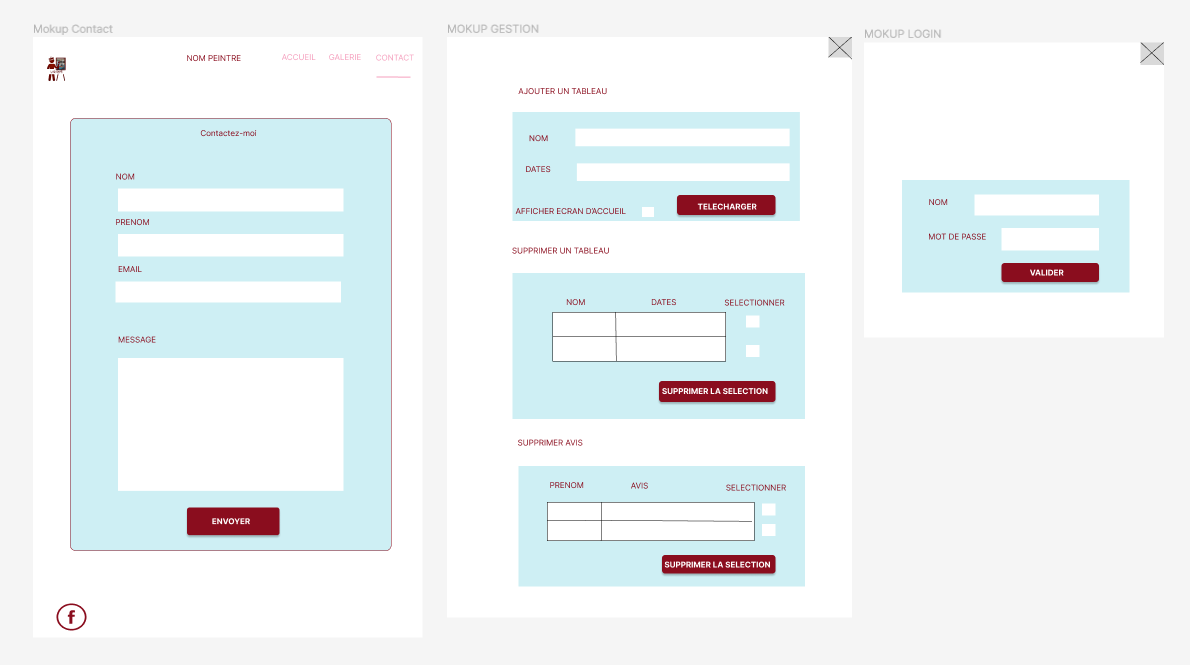 Mokup Contact
NOM PEINTRE
ACCUEIL
GALERIE
CONTACT
Contactez-moi
NOM
PRENOM
EMAIL
MESSAGE
ENVOYER
f
MOKUP GESTION
AJOUTER UN TABLEAU
NOM
DATES
AFFICHER ECRAN D'ACCUEIL
TELECHARGER
SUPPRIMER UN TABLEAU
NOM
DATES
SELECTIONNER
SUPPRIMER LA SELECTION
SUPPRIMER AVIS
PRENOM
AVIS
SELECTIONNER
SUPPRIMER LA SELECTION
MOKUP LOGIN
NOM
MOT DE PASSE
VALIDER